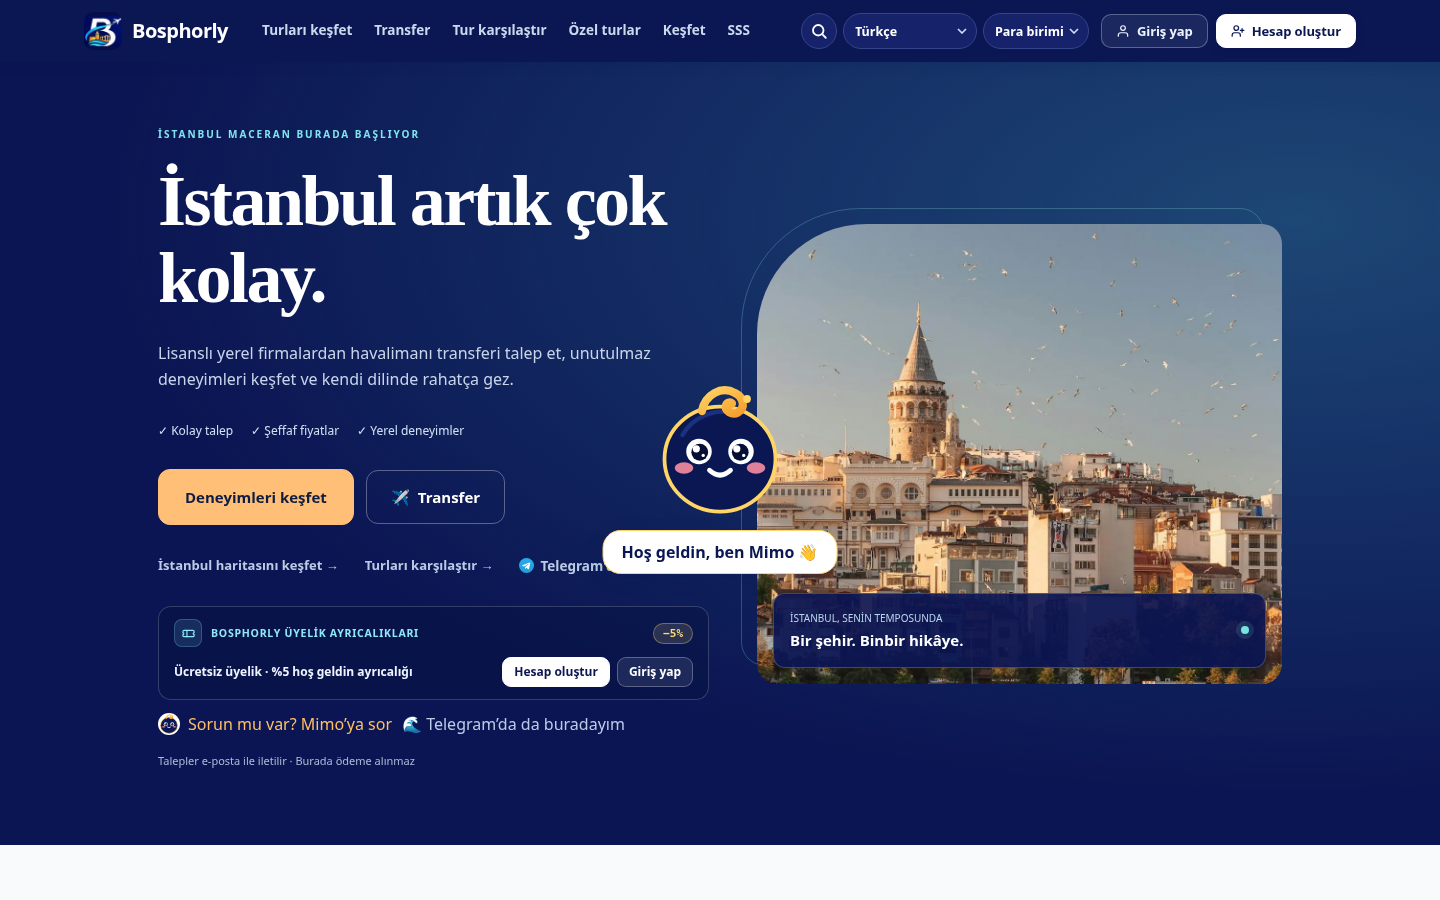 Bosphorly
Turları keşfet
Transfer
Tur karşılaştır
Özel turlar
Keşfet
SSS
Türkçe
Para birimi
Giriş yap
Hesap oluştur
İSTANBUL MACERAN BURADA BAŞLIYOR
İstanbul artık çok
kolay.
Lisanslı yerel firmalardan havalimanı transferi talep et, unutulmaz
deneyimleri keşfet ve kendi dilinde rahatça gez.
✓ Kolay talep
✓ Şeffaf fiyatlar
✓ Yerel deneyimler
Deneyimleri keşfet
✈️ Transfer
İstanbul haritasını keşfet →
Turları karşılaştır →
Telegram
Hoş geldin, ben Mimo 👋
BOSPHORLY ÜYELİK AYRICALIKLARI
−5%
Ücretsiz üyelik · %5 hoş geldin ayrıcalığı
Hesap oluştur
Giriş yap
Sorun mu var? Mimo’ya sor
🌊 Telegram’da da buradayım
Talepler e-posta ile iletilir · Burada ödeme alınmaz
İSTANBUL, SENİN TEMPOSUNDA
Bir şehir. Binbir hikâye.